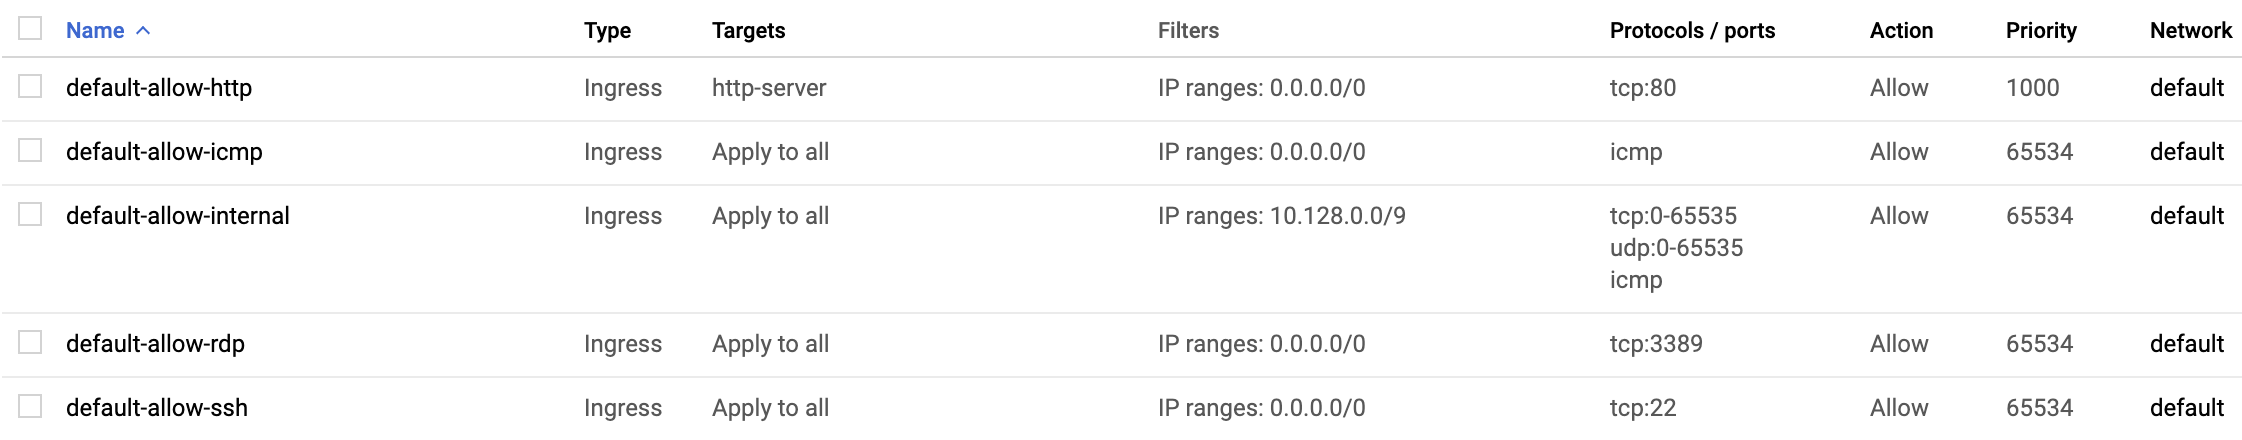 Name Type Targets Filters Protocols / ports Action Priority Network
default-allow-http Ingress http-server IP ranges: 0.0.0.0/0 tcp:80 Allow 1000 default
default-allow-icmp Ingress Apply to all IP ranges: 0.0.0.0/0 icmp Allow 65534 default
default-allow-internal Ingress Apply to all IP ranges: 10.128.0.0/9 tcp:0-65535 Allow 65534 default
udp:0-65535
icmp
default-allow-rdp Ingress Apply to all IP ranges: 0.0.0.0/0 tcp:3389 Allow 65534 default
default-allow-ssh Ingress Apply to all IP ranges: 0.0.0.0/0 tcp:22 Allow 65534 default